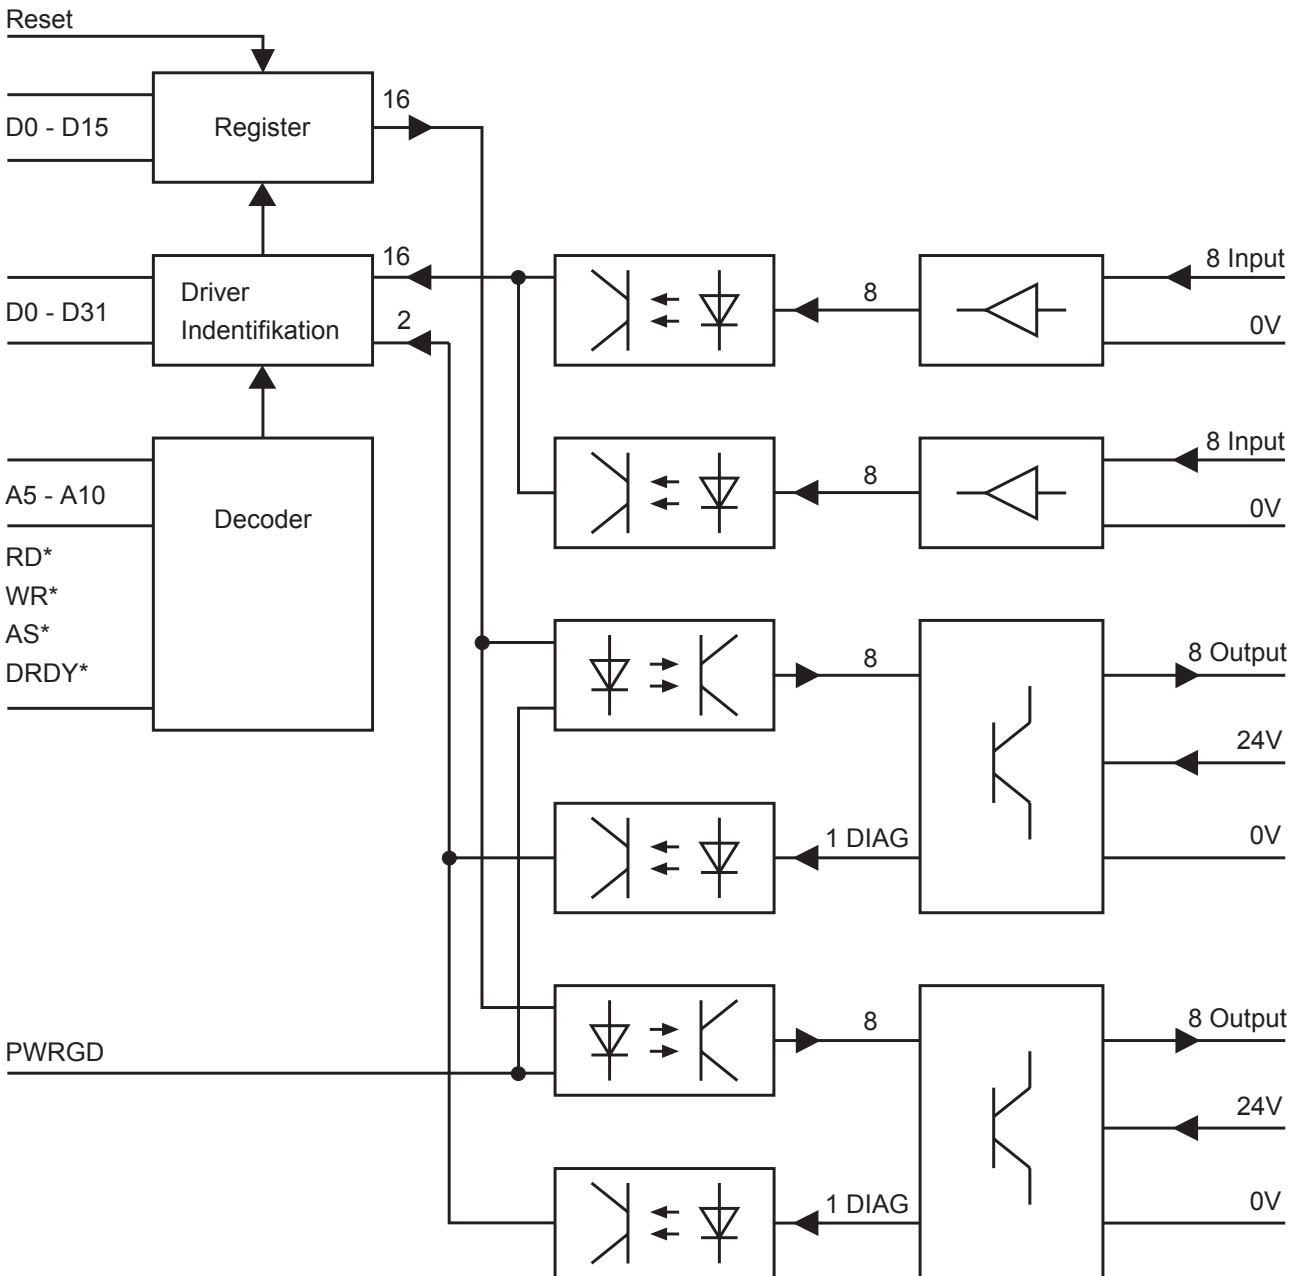 Reset
D0 - D15
Register
16
D0 - D31
Driver
Indentifikation
16
2
8
8 Input
0V
A5 - A10
RD*
WR*
AS*
DRDY*
Decoder
8
8 Input
0V
8
8 Output
24V
1 DIAG
0V
PWRGD
8
8 Output
24V
1 DIAG
0V